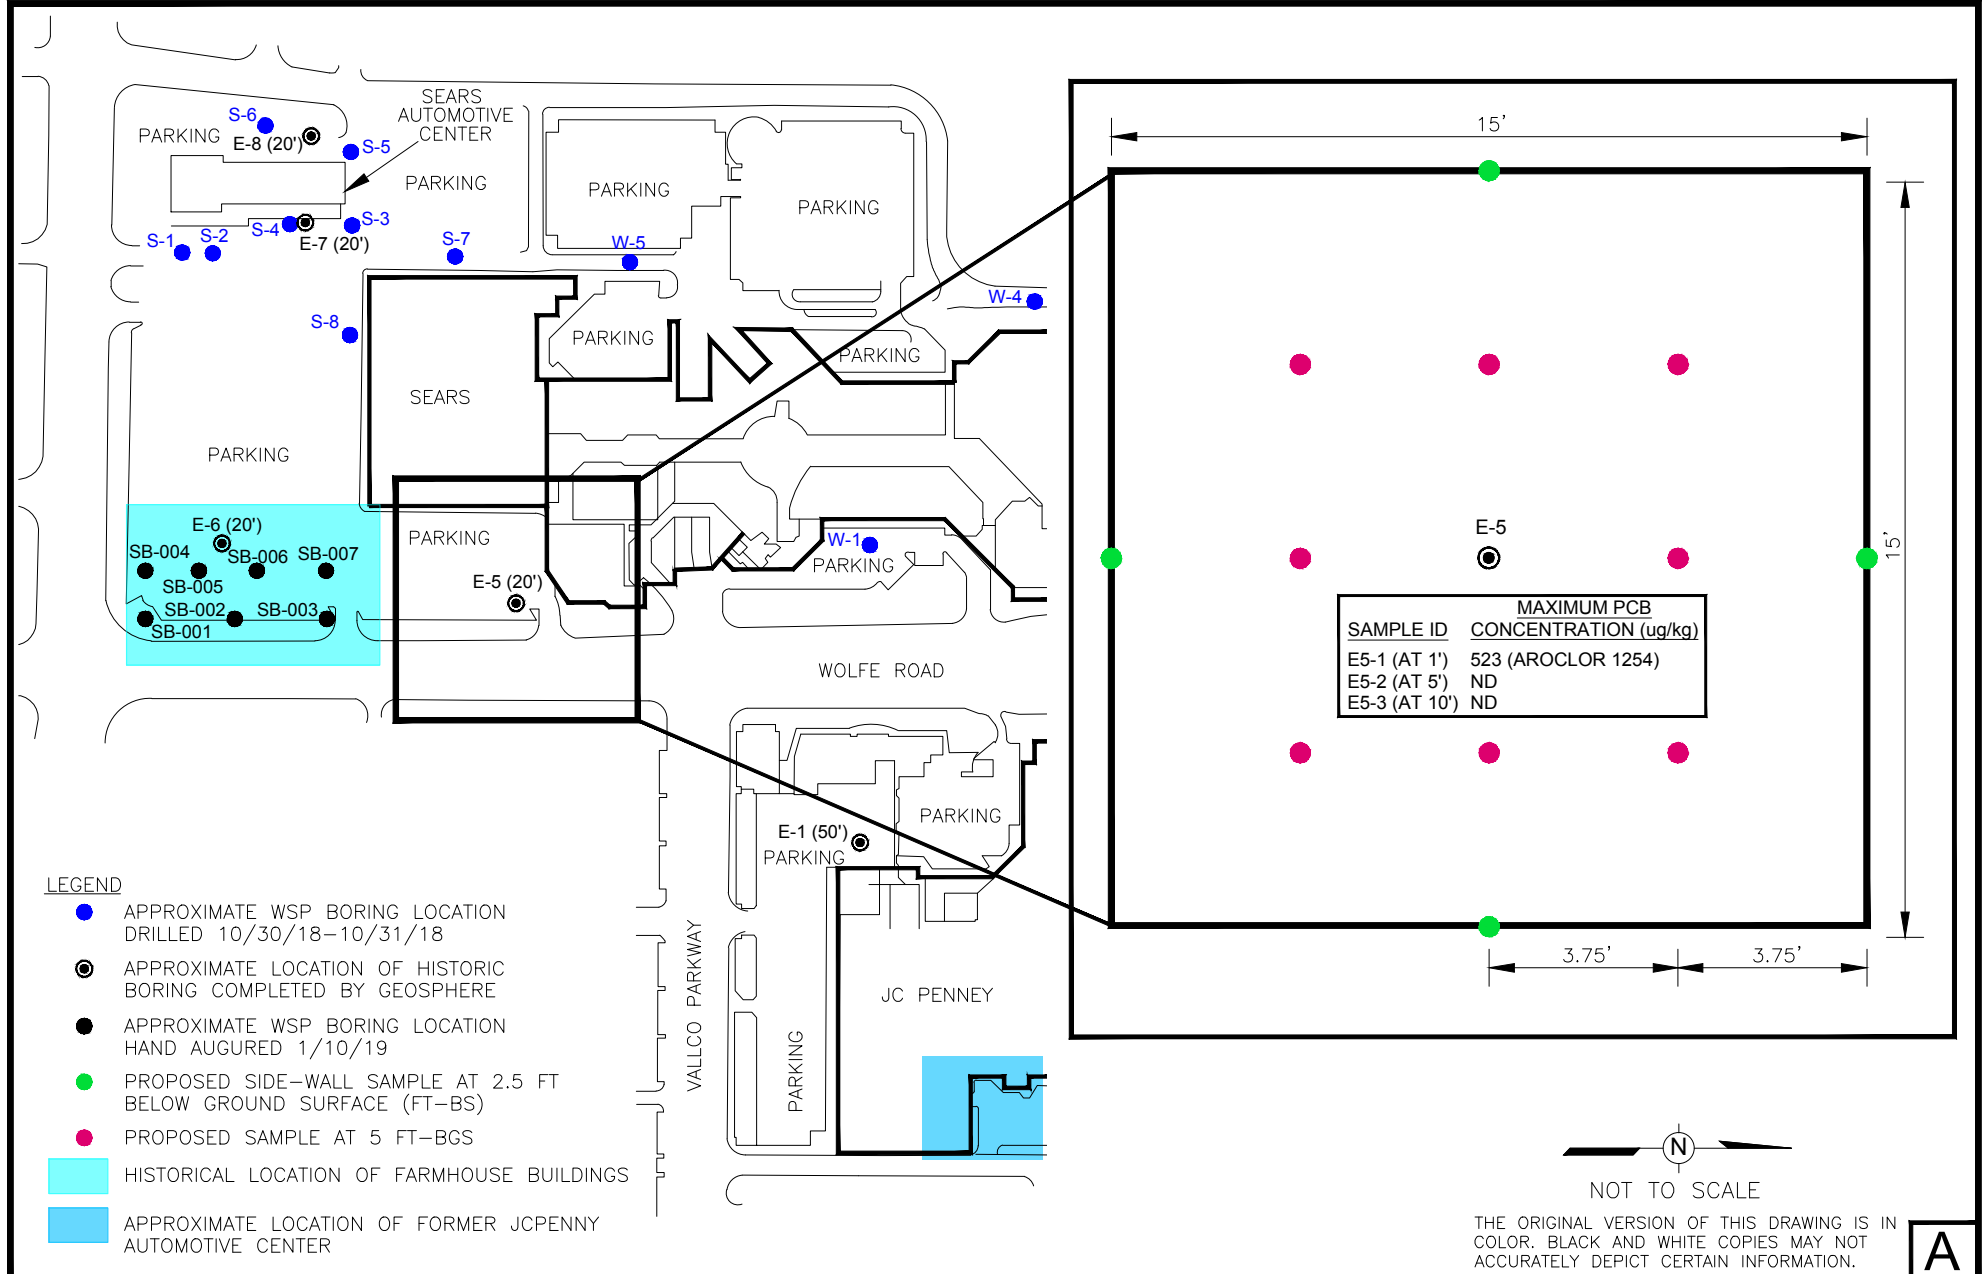 SEARS
AUTOMOTIVE
CENTER
S-6
PARKING
E-8 (20')
S-5
PARKING
S-4
S-3
E-7 (20')
S-1
S-2
S-7
PARKING
W-5
PARKING
W-4
S-8
PARKING
PARKING
SEARS
PARKING
E-6 (20')
SB-004
SB-006
SB-007
SB-005
SB-002
SB-003
SB-001
PARKING
E-5 (20')
W-1
PARKING
WOLFE ROAD
E-1 (50')
PARKING
PARKING
JC PENNEY
VALLCO PARKWAY
PARKING
15'
15'
E-5
MAXIMUM PCB
SAMPLE ID CONCENTRATION (ug/kg)
E5-1 (AT 1') 523 (AROCLOR 1254)
E5-2 (AT 5') ND
E5-3 (AT 10') ND
3.75'
3.75'
LEGEND
APPROXIMATE WSP BORING LOCATION
DRILLED 10/30/18-10/31/18
APPROXIMATE LOCATION OF HISTORIC
BORING COMPLETED BY GEOSPHERE
APPROXIMATE WSP BORING LOCATION
HAND AUGURED 1/10/19
PROPOSED SIDE-WALL SAMPLE AT 2.5 FT
BELOW GROUND SURFACE (FT-BS)
PROPOSED SAMPLE AT 5 FT-BGS
HISTORICAL LOCATION OF FARMHOUSE BUILDINGS
APPROXIMATE LOCATION OF FORMER JCPENNY
AUTOMOTIVE CENTER
N
NOT TO SCALE
THE ORIGINAL VERSION OF THIS DRAWING IS IN
COLOR. BLACK AND WHITE COPIES MAY NOT
ACCURATELY DEPICT CERTAIN INFORMATION.
A